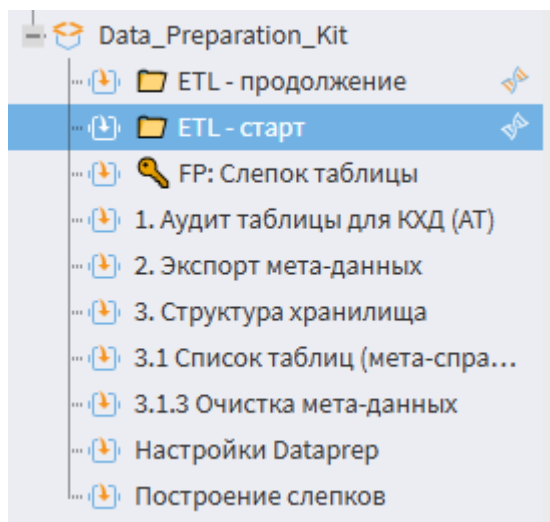 Data_Preparation_Kit
ETL - продолжение
ETL - старт
FP: Слепок таблицы
1. Аудит таблицы для КХД (АТ)
2. Экспорт мета-данных
3. Структура хранилища
3.1 Список таблиц (мета-спра...
3.1.3 Очистка мета-данных
Настройки Dataprep
Построение слепков